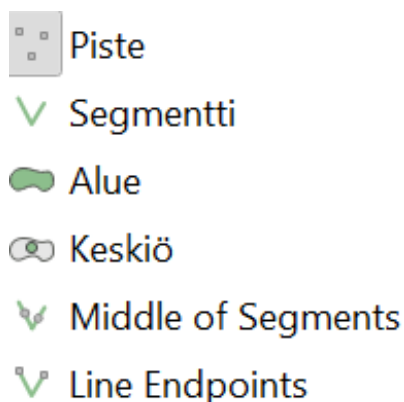 Piste
Segmentti
Alue
Keskiö
Middle of Segments
Line Endpoints